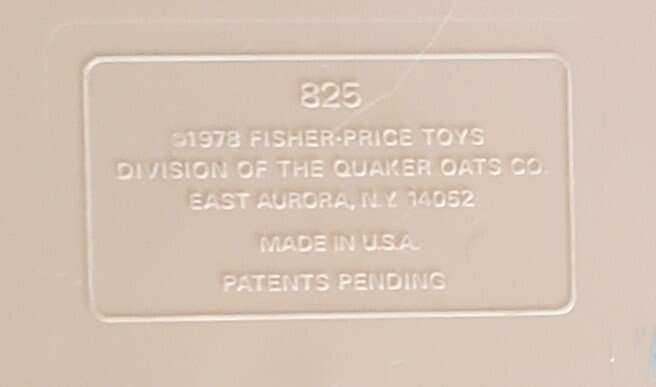 825
©1978 FISHER-PRICE TOYS
DIVISION OF THE QUAKER OATS CO.
EAST AURORA, N.Y. 14052
MADE IN U.S.A.
PATENTS PENDING